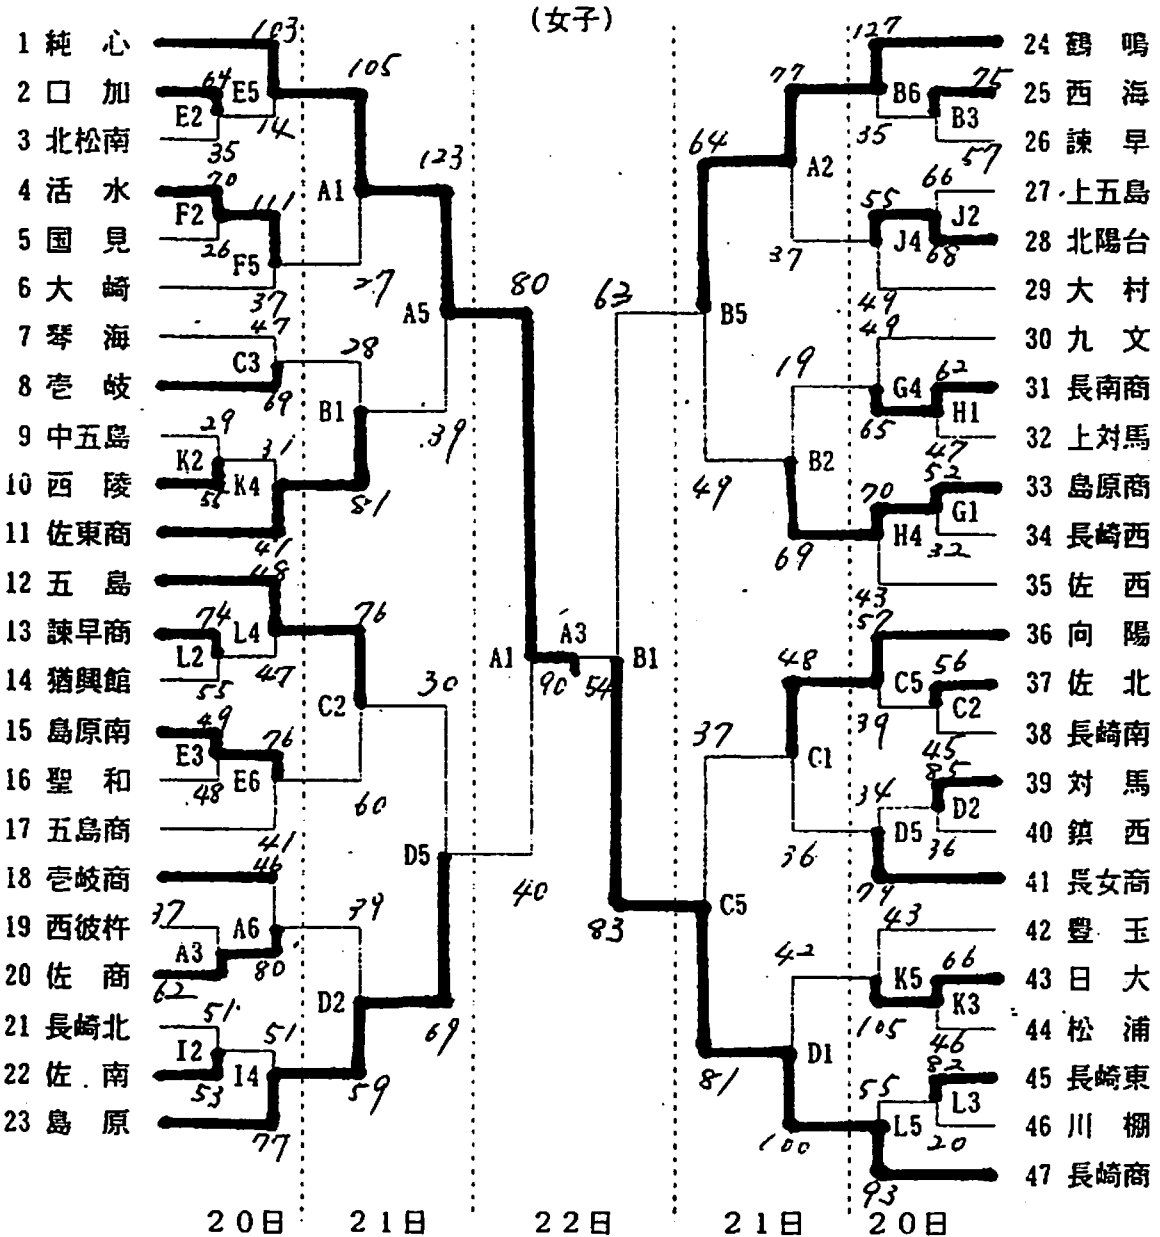 (女子)
1 純心
2 口加
3 北松南
4 活水
5 国見
6 大崎
7 琴海
8 壱岐
9 中五島
10 西陵
11 佐東商
12 五島
13 諫早商
14 猶興館
15 島原南
16 聖和
17 五島商
18 壱岐商
19 西彼杵
20 佐商
21 長崎北
22 佐南
23 島原
103
64
E5
E2
14
35
70
111
F2
26
F5
37
47
C3
69
29
31
K2
K4
41
48
74
L4
L2
47
55
49
76
E3
E6
48
41
46
37
A6
A3
80
62
51
51
I2
I4
53
77
105
A1
27
28
B1
81
76
C2
60
39
D2
59
123
A5
39
30
D5
69
80
A1
40
A3
90
54
63
B1
83
64
B5
49
37
C5
81
77
A2
37
19
B2
69
48
C1
36
42
D1
100
127
75
B6
B3
35
57
66
55
J2
J4
68
49
49
62
G4
H1
65
47
52
70
G1
H4
32
43
57
56
C5
C2
39
45
85
34
D2
D5
36
79
43
66
K5
K3
105
46
82
55
L3
L5
20
93
24 鶴鳴
25 西海
26 諫早
27 上五島
28 北陽台
29 大村
30 九文
31 長南商
32 上対馬
33 島原商
34 長崎西
35 佐西
36 向陽
37 佐北
38 長崎南
39 対馬
40 鎮西
41 長女商
42 豊玉
43 日大
44 松浦
45 長崎東
46 川棚
47 長崎商
20日 21日 22日 21日 20日